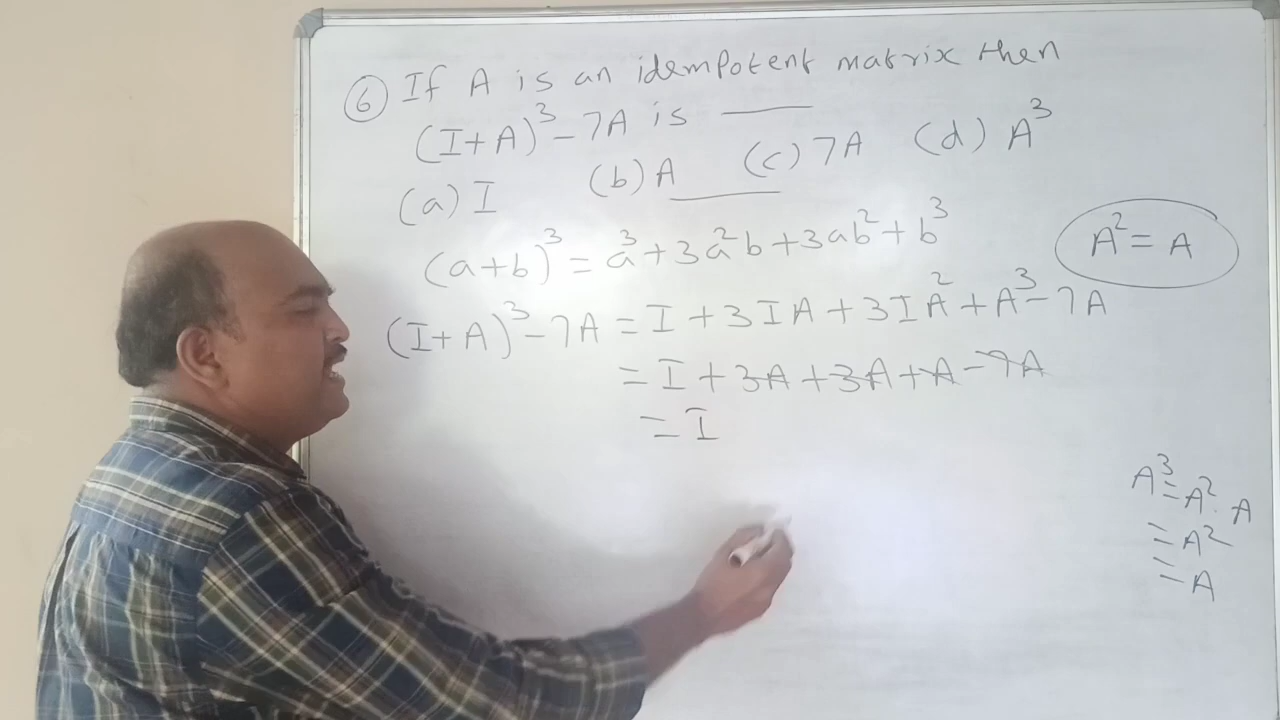 ⑥ If A is an idempotent matrix then
(I+A)³-7A is ____
(a) I (b) A (c) 7A (d) A³
(a+b)³ = a³+3a²b+3ab²+b³
A² = A
(I+A)³-7A = I+3IA+3IA²+A³-7A
= I+3A+3A+A-7A
= I
A³=A².A
=A²
=A